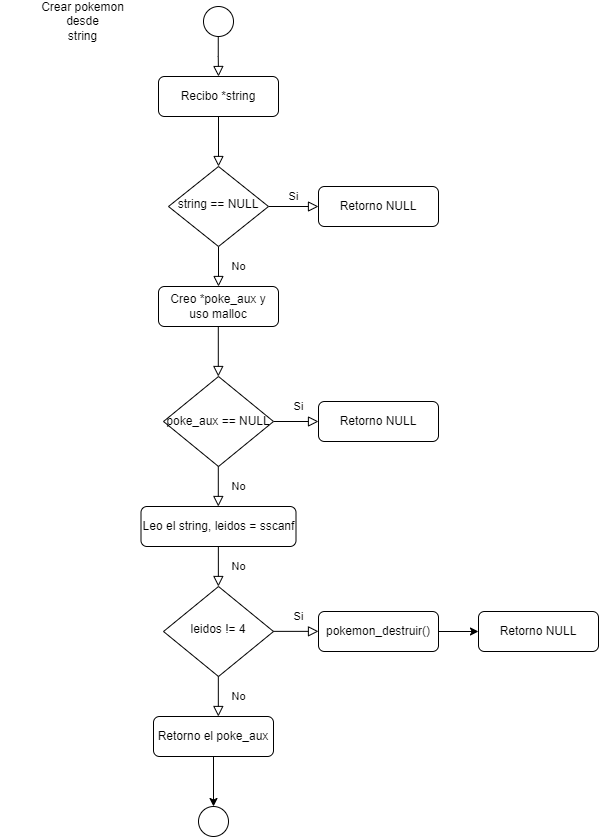 Crear pokemon
desde
string
Recibo *string
string == NULL
Si
Retorno NULL
No
Creo *poke_aux y
uso malloc
poke_aux == NULL
Si
Retorno NULL
No
Leo el string, leidos = sscanf
No
leidos != 4
Si
pokemon_destruir()
Retorno NULL
No
Retorno el poke_aux